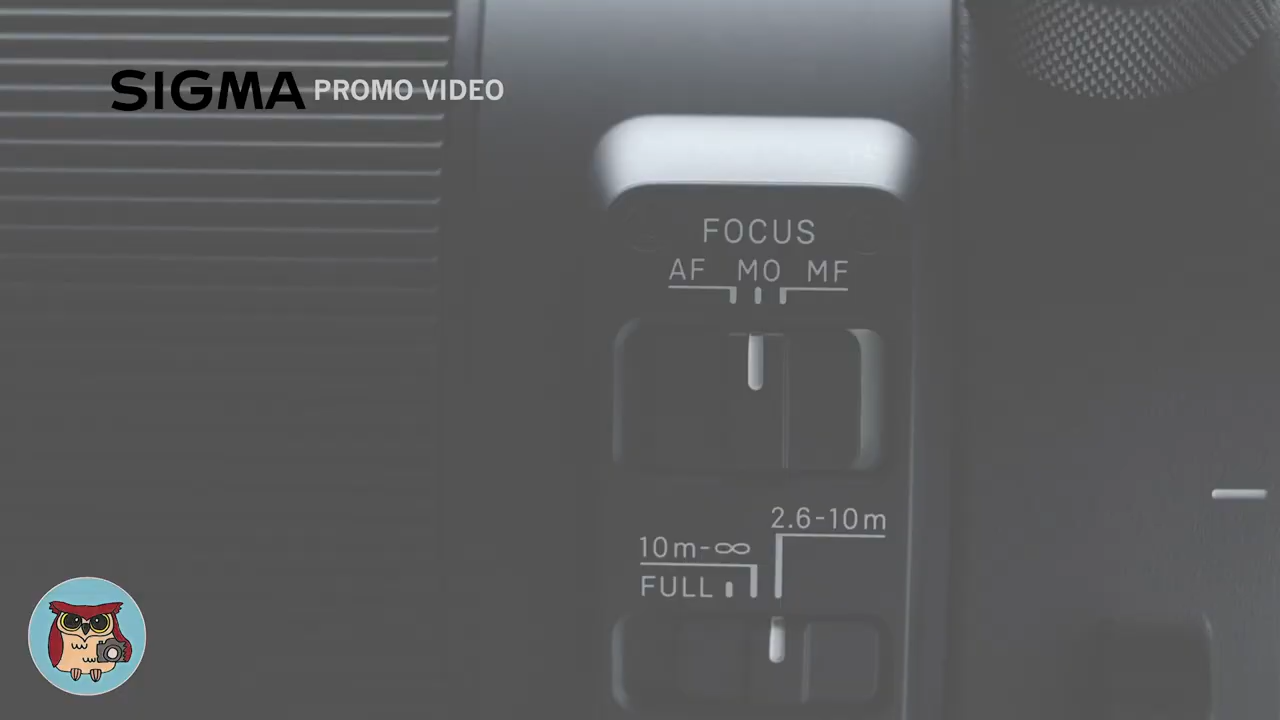 SIGMA PROMO VIDEO
FOCUS
AF MO MF
2.6-10m
10m-∞
FULL